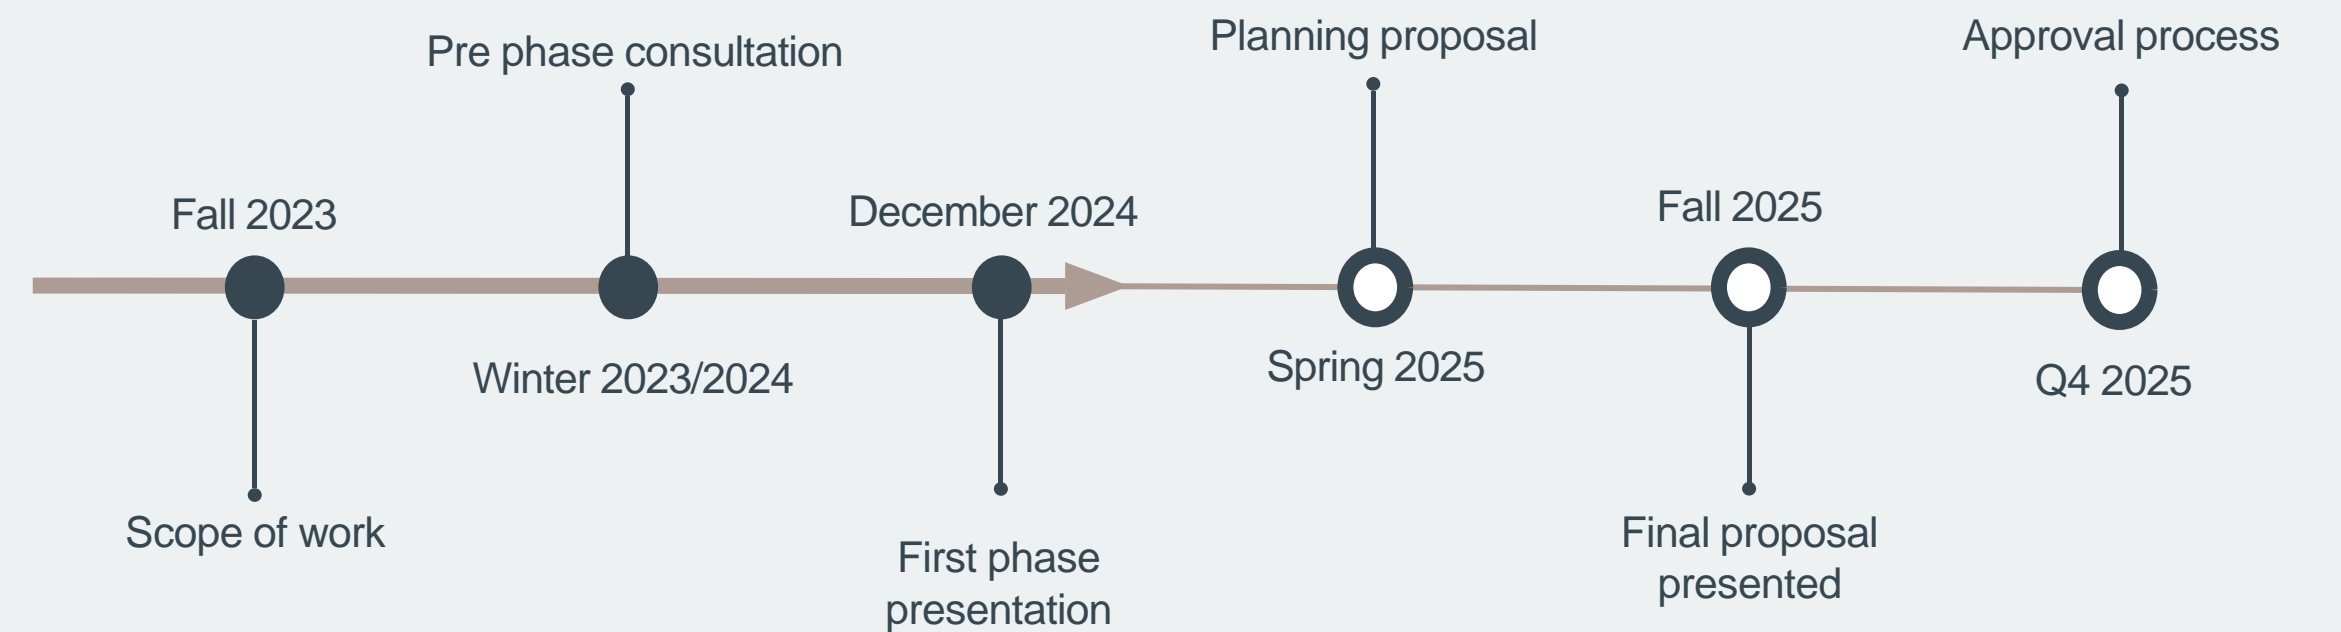 Pre phase consultation
Planning proposal
Approval process
Fall 2023
December 2024
Fall 2025
Winter 2023/2024
Spring 2025
Q4 2025
Scope of work
First phase
presentation
Final proposal
presented